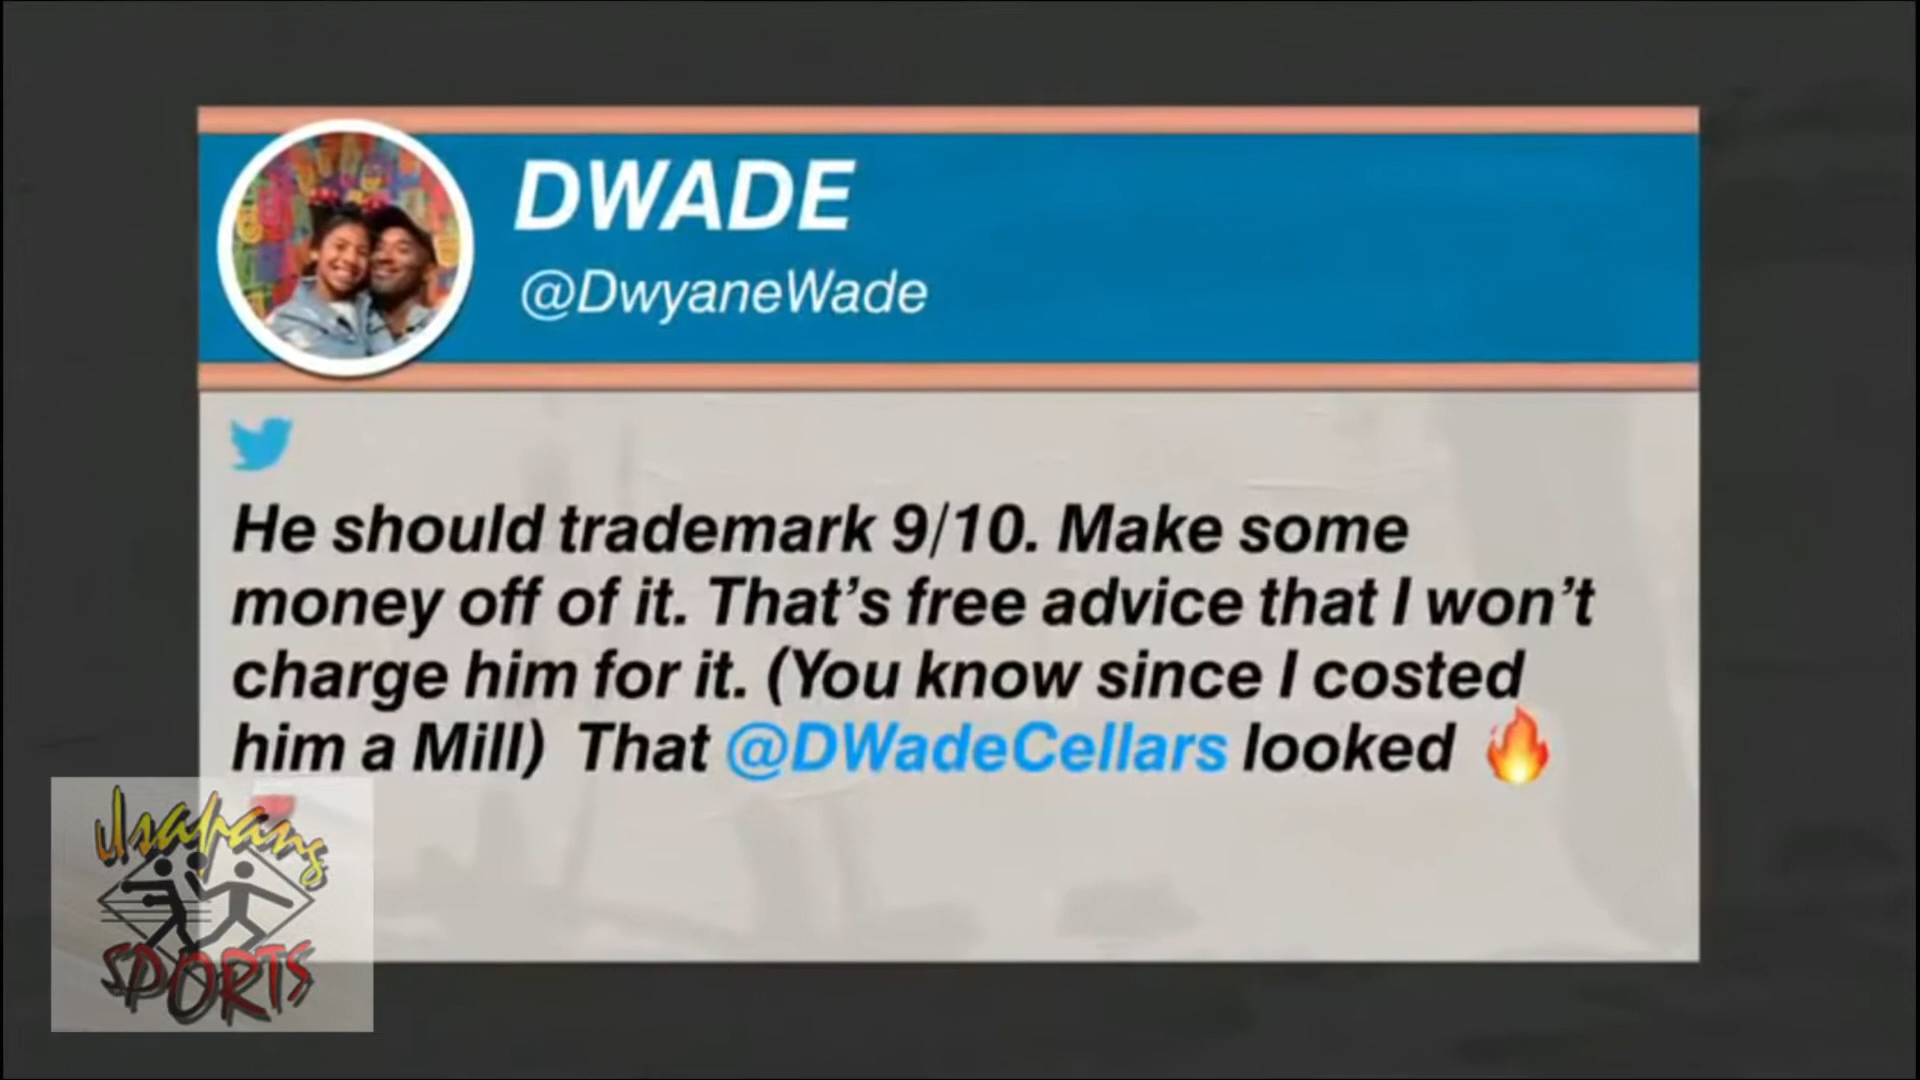 DWADE
@DwyaneWade
He should trademark 9/10. Make some
money off of it. That’s free advice that I won’t
charge him for it. (You know since I costed
him a Mill) That @DWadeCellars looked 🔥
Usapang
SPORTS